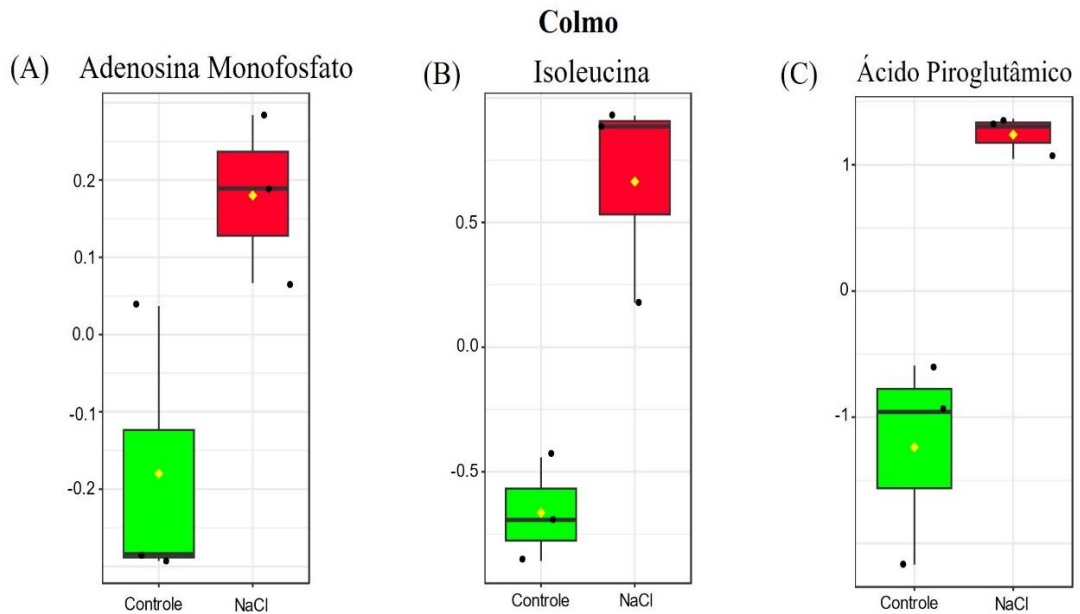 Colmo
(A) Adenosina Monofosfato
(B) Isoleucina
(C) Ácido Piroglutâmico
0.2
0.1
0.0
-0.1
-0.2
Controle NaCl
0.5
0.0
-0.5
Controle NaCl
1
0
-1
Controle NaCl